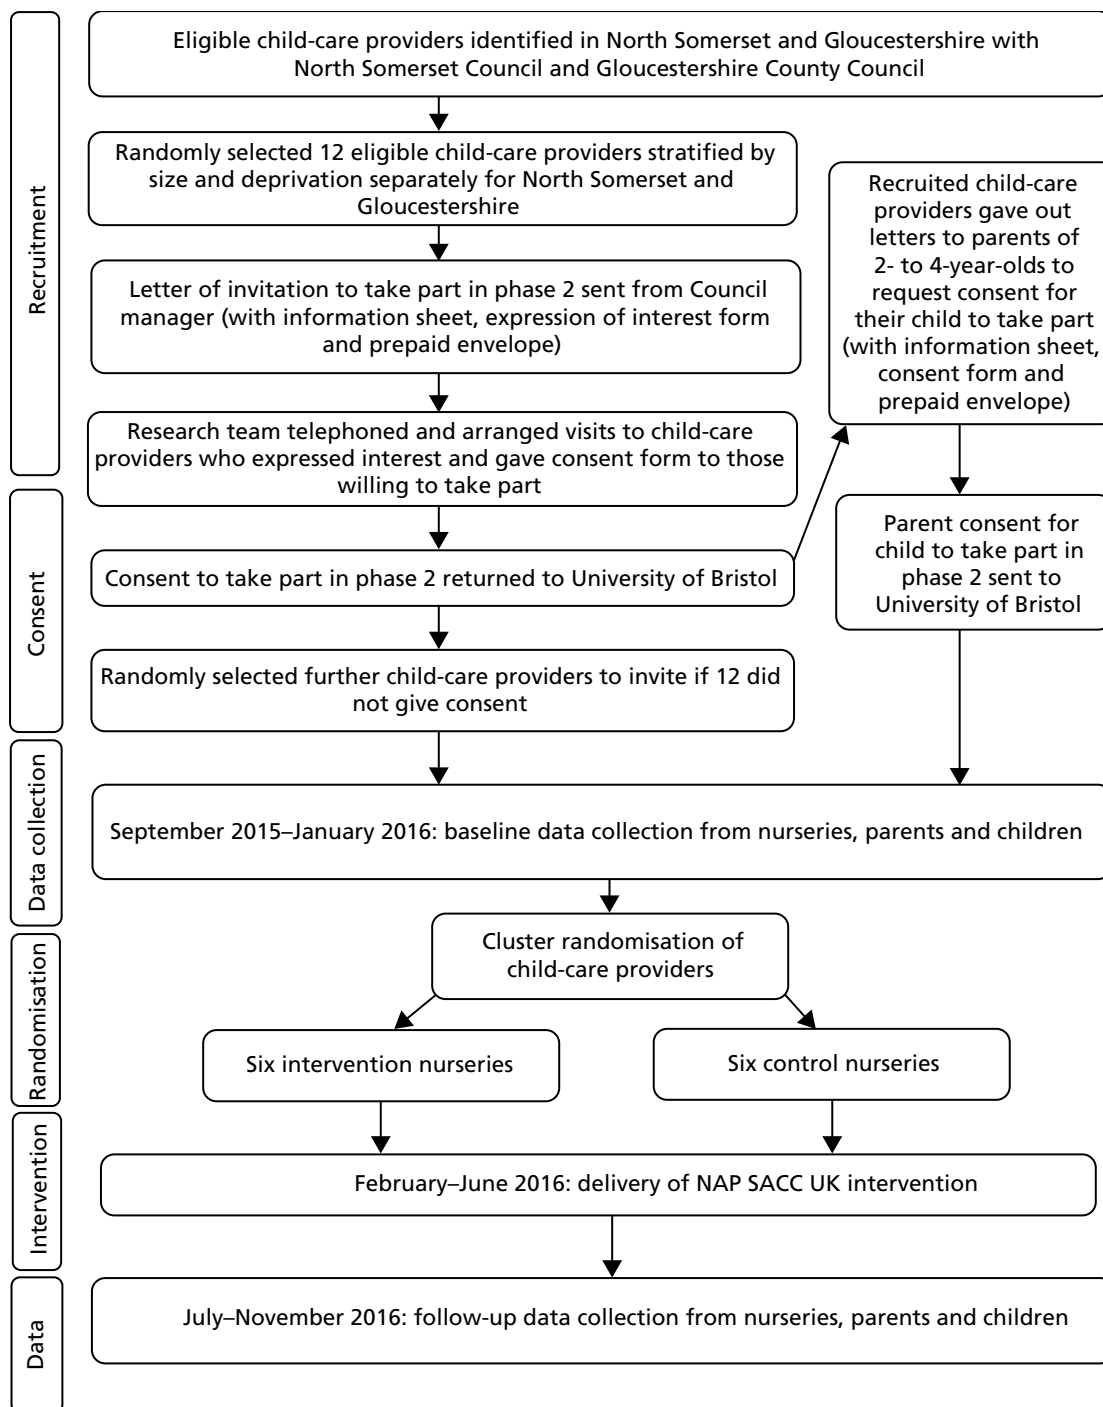 Recruitment
Eligible child-care providers identified in North Somerset and Gloucestershire with
North Somerset Council and Gloucestershire County Council
Randomly selected 12 eligible child-care providers stratified by
size and deprivation separately for North Somerset and
Gloucestershire
Letter of invitation to take part in phase 2 sent from Council
manager (with information sheet, expression of interest form
and prepaid envelope)
Research team telephoned and arranged visits to child-care
providers who expressed interest and gave consent form to those
willing to take part
Recruited child-care
providers gave out
letters to parents of
2- to 4-year-olds to
request consent for
their child to take part
(with information sheet,
consent form and
prepaid envelope)
Consent
Consent to take part in phase 2 returned to University of Bristol
Randomly selected further child-care providers to invite if 12 did
not give consent
Parent consent for
child to take part in
phase 2 sent to
University of Bristol
Data collection
September 2015–January 2016: baseline data collection from nurseries, parents and children
Randomisation
Cluster randomisation of
child-care providers
Six intervention nurseries
Six control nurseries
Intervention
February–June 2016: delivery of NAP SACC UK intervention
Data
July–November 2016: follow-up data collection from nurseries, parents and children